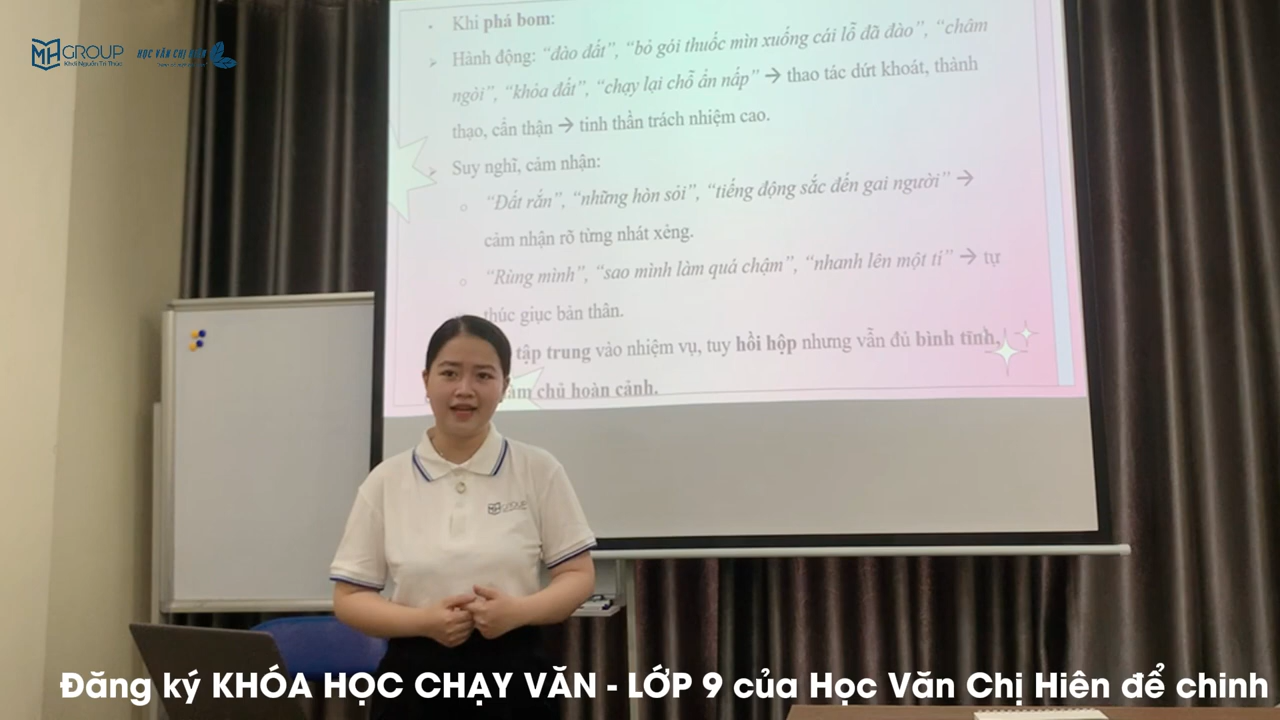 MH GROUP
Khơi Nguồn Tri Thức
HỌC VĂN CHỊ HIÊN
Khi phá bom:
Hành động: “đào đất”, “bỏ gói thuốc mìn xuống cái lỗ đã đào”, “châm
ngòi”, “khỏa đất”, “chạy lại chỗ ẩn nấp” → thao tác dứt khoát, thành
thạo, cẩn thận → tinh thần trách nhiệm cao.
Suy nghĩ, cảm nhận:
“Đất rắn”, “những hòn sỏi”, “tiếng động sắc đến gai người” →
cảm nhận rõ từng nhát xẻng.
“Rùng mình”, “sao mình làm quá chậm”, “nhanh lên một tí” → tự
thúc giục bản thân.
tập trung vào nhiệm vụ, tuy hồi hộp nhưng vẫn đủ bình tĩnh,
làm chủ hoàn cảnh.
MH GROUP
Đăng ký KHÓA HỌC CHẠY VĂN - LỚP 9 của Học Văn Chị Hiên để chinh